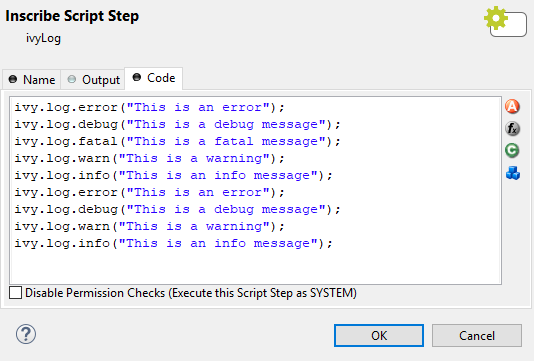 Inscribe Script Step
ivyLog
Name
Output
Code
ivy.log.error("This is an error");
ivy.log.debug("This is a debug message");
ivy.log.fatal("This is a fatal message");
ivy.log.warn("This is a warning");
ivy.log.info("This is an info message");
ivy.log.error("This is an error");
ivy.log.debug("This is a debug message");
ivy.log.warn("This is a warning");
ivy.log.info("This is an info message");
A
fx
C
Disable Permission Checks (Execute this Script Step as SYSTEM)
?
OK
Cancel